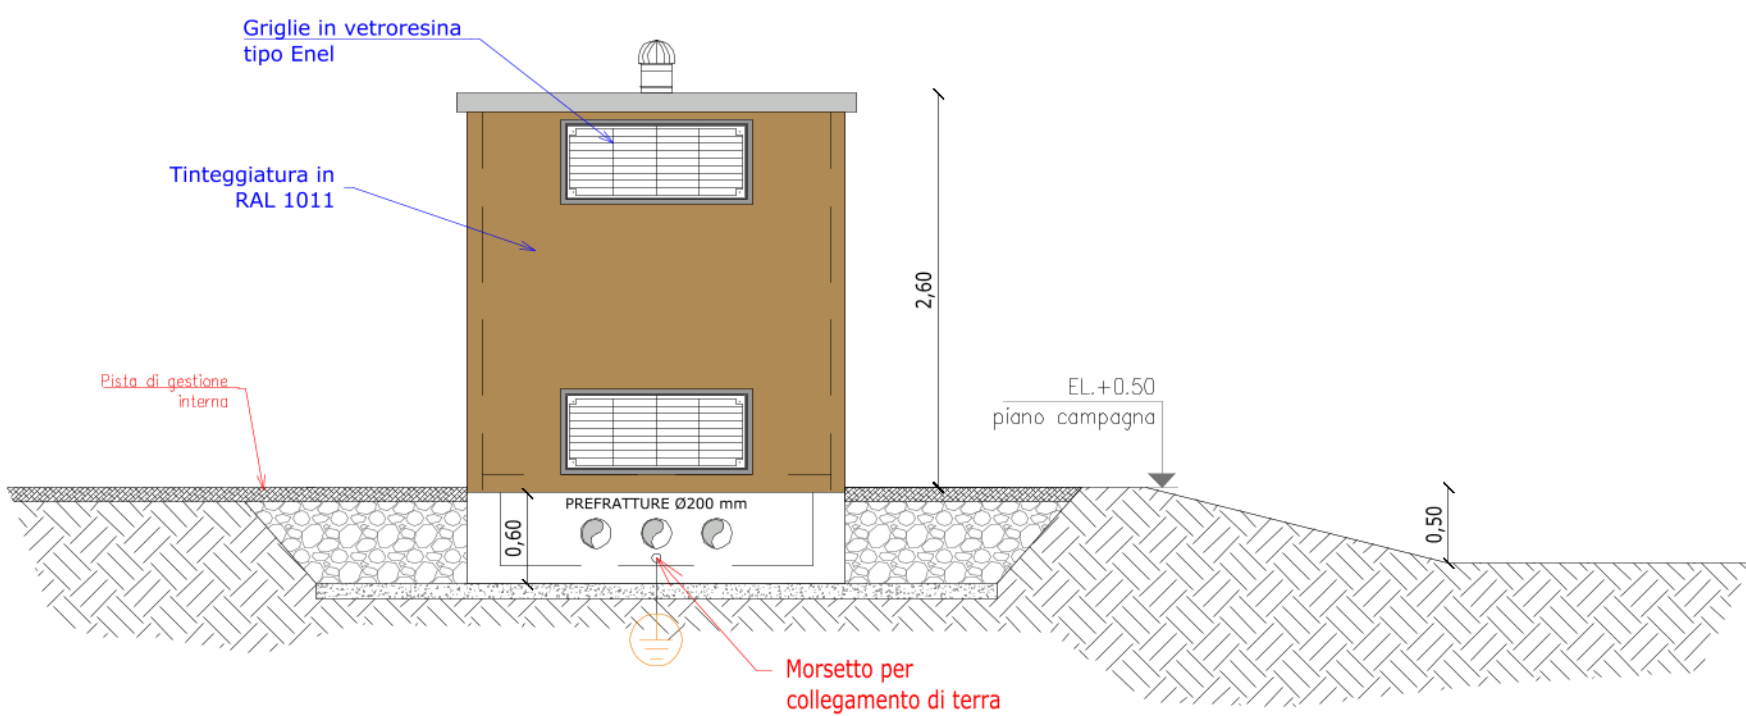 Griglie in vetroresina
tipo Enel
Tinteggiatura in
RAL 1011
2,60
Pista di gestione
interna
EL.+0.50
piano campagna
PREFRATTURE Ø200 mm
0,60
0,50
Morsetto per
collegamento di terra